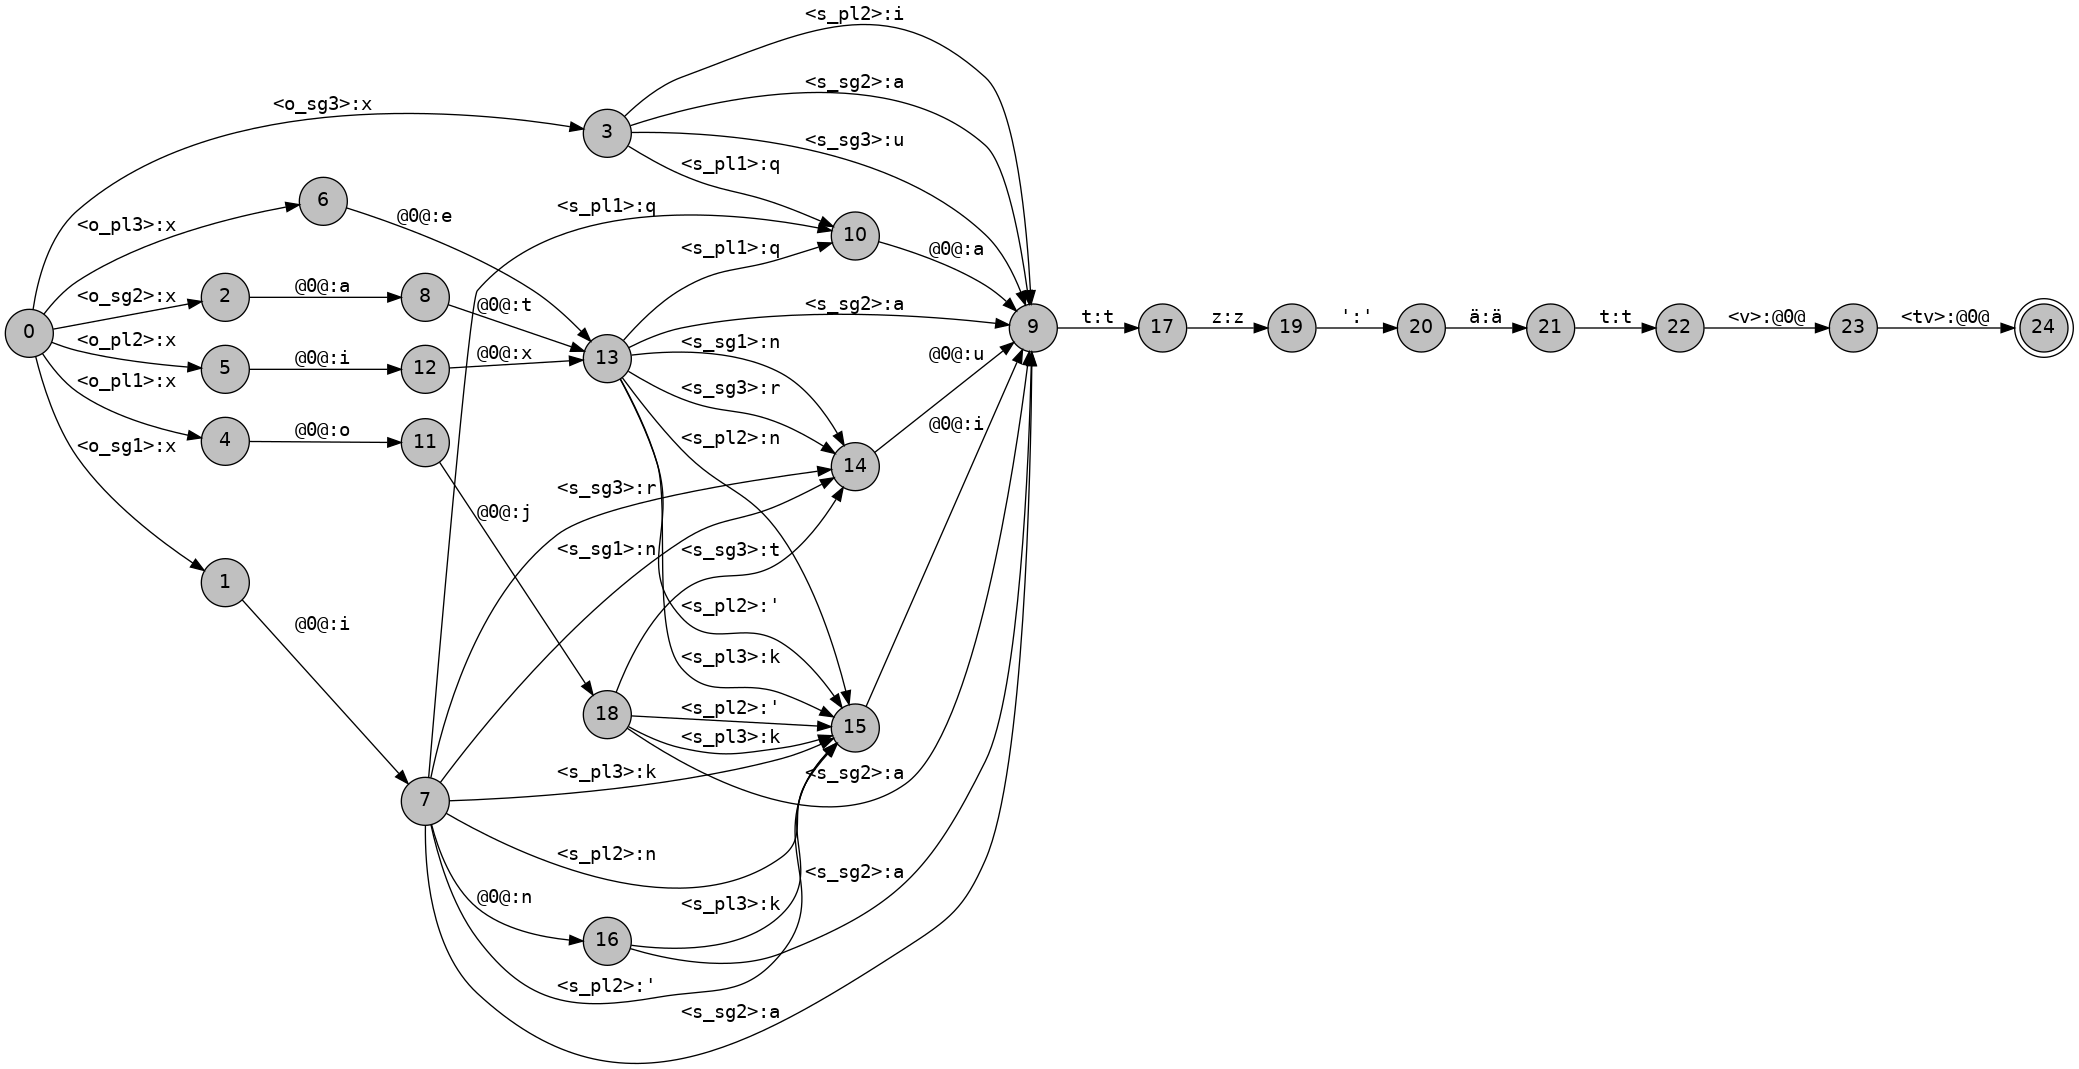 <s_pl2>:i
<s_sg2>:a
<o_sg3>:x
3
<s_sg3>:u
<s_pl1>:q
6
<s_pl1>:q
@0@:e
<o_pl3>:x
10
@0@:a
<s_pl1>:q
<o_sg2>:x
2
@0@:a
8
@0@:t
<s_sg2>:a
0
9
t:t
17
z:z
19
':'
20
ä:ä
21
t:t
22
<v>:@0@
23
<tv>:@0@
24
<o_pl2>:x
5
@0@:i
12
@0@:x
13
<s_sg1>:n
@0@:u
<o_pl1>:x
<s_sg3>:r
4
@0@:o
11
<o_sg1>:x
<s_pl2>:n
@0@:i
14
<s_sg3>:r
@0@:j
<s_sg1>:n
<s_sg3>:t
1
<s_pl2>:'
@0@:i
<s_pl3>:k
18
<s_pl2>:'
15
<s_pl3>:k
<s_pl3>:k
<s_sg2>:a
7
<s_pl2>:n
<s_sg2>:a
@0@:n
<s_pl3>:k
16
<s_pl2>:'
<s_sg2>:a